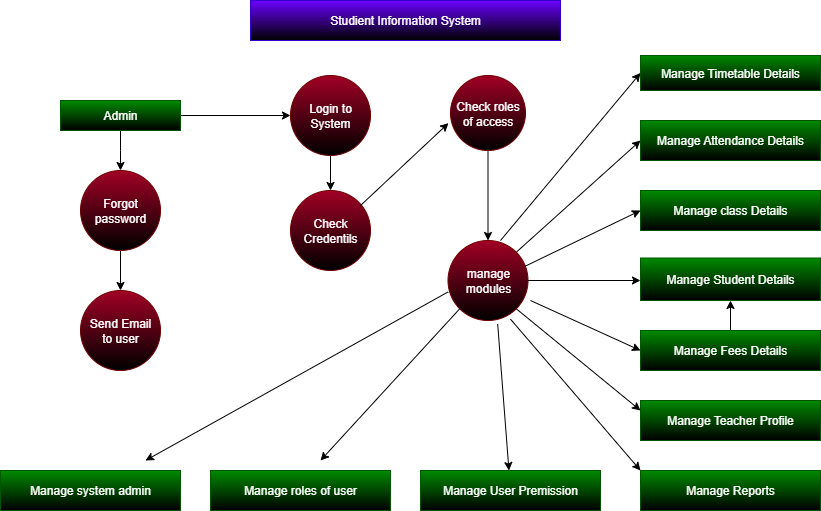 Studient Information System
Manage Timetable Details
Admin
Login to
System
Check roles
of access
Manage Attendance Details
Forgot
password
Check
Credentils
Manage class Details
manage
modules
Manage Student Details
Send Email
to user
Manage Fees Details
Manage Teacher Profile
Manage system admin
Manage roles of user
Manage User Premission
Manage Reports